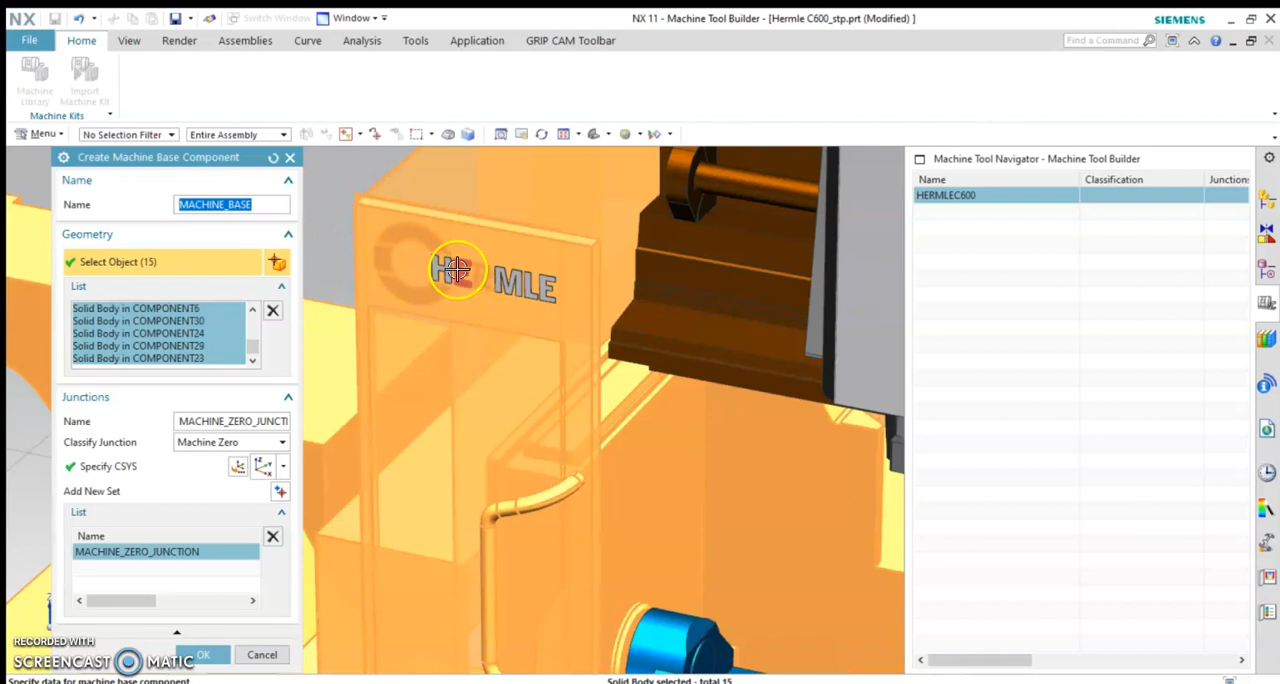 NX
Switch Window
Window
NX 11 - Machine Tool Builder - [Hermle C600_stp.prt (Modified) ]
SIEMENS
File
Home
View
Render
Assemblies
Curve
Analysis
Tools
Application
GRIP CAM Toolbar
Find a Command
Machine Library
Import Machine Kit
Machine Kits
Menu
No Selection Filter
Entire Assembly
Create Machine Base Component
Name
Name
MACHINE_BASE
Geometry
Select Object (15)
List
Solid Body in COMPONENT6
Solid Body in COMPONENT30
Solid Body in COMPONENT24
Solid Body in COMPONENT29
Solid Body in COMPONENT23
Junctions
Name
MACHINE_ZERO_JUNCTI
Classify Junction
Machine Zero
Specify CSYS
Add New Set
List
Name
MACHINE_ZERO_JUNCTION
OK
Cancel
RECORDED WITH
SCREENCAST MATIC
Specify data for machine base component
Solid Body selected - total 15
MLE
Machine Tool Navigator - Machine Tool Builder
Name
Classification
Junctions
HERMLEC600